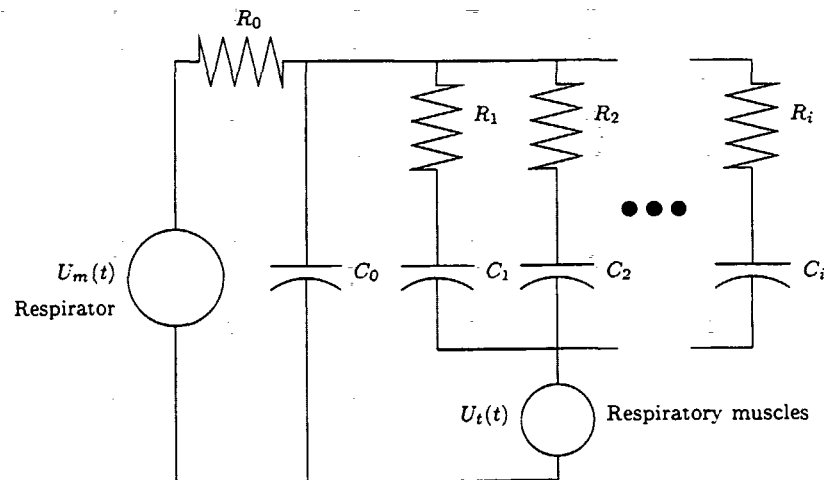 R₀
R₁
R₂
Rᵢ
Uₘ(t)
Respirator
C₀
C₁
C₂
Cᵢ
Uₜ(t)
Respiratory muscles